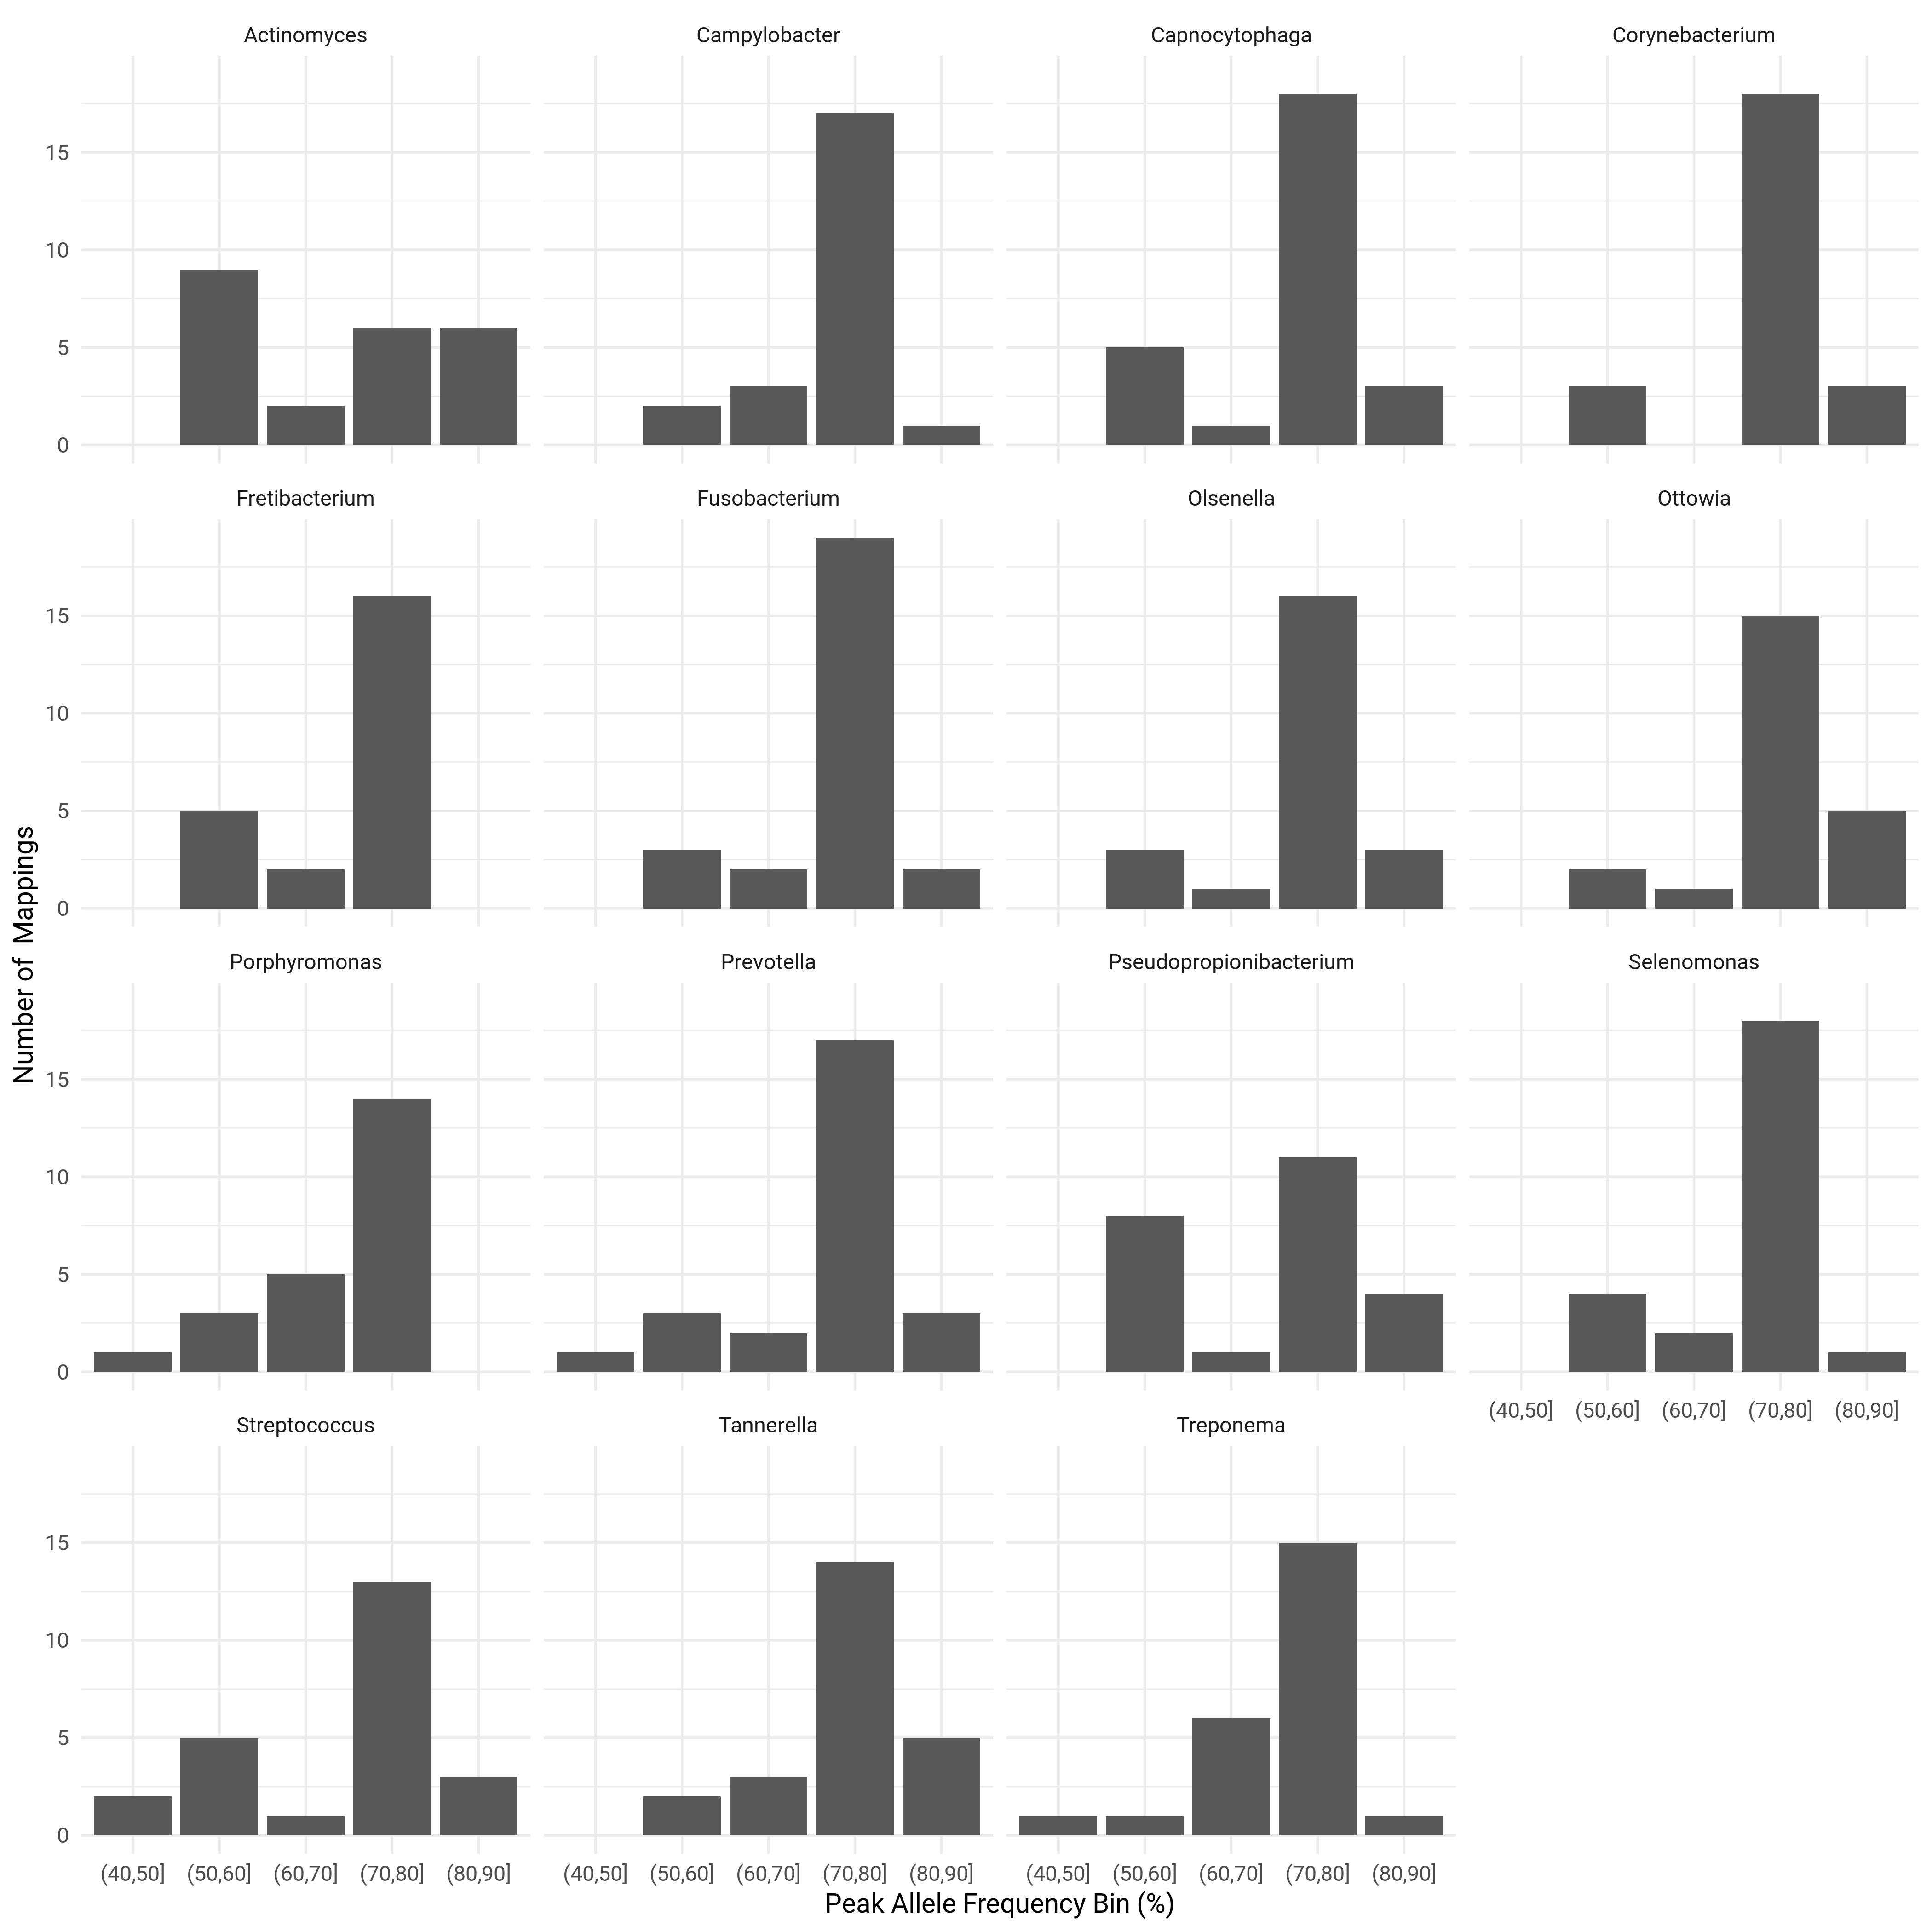 Actinomyces Campylobacter Capnocytophaga Corynebacterium
15
10
5
0
Fretibacterium Fusobacterium Olsenella Ottowia
15
10
5
0
Porphyromonas Prevotella Pseudopropionibacterium Selenomonas
15
10
5
0
(40,50] (50,60] (60,70] (70,80] (80,90]
Streptococcus Tannerella Treponema
15
10
5
0
(40,50] (50,60] (60,70] (70,80] (80,90] (40,50] (50,60] (60,70] (70,80] (80,90] (40,50] (50,60] (60,70] (70,80] (80,90]
Peak Allele Frequency Bin (%)
Number of  Mappings